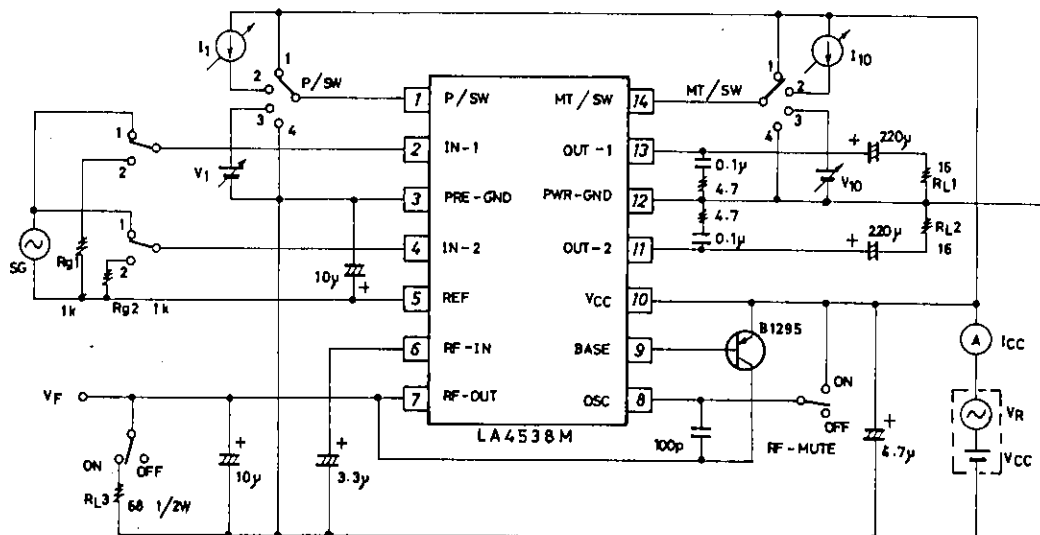 I1
1
2
3
4
P/SW
V1
1
2
1
2
SG
Rg1
1k
Rg2
1k
10μ
+
1 P/SW
2 IN-1
3 PRE-GND
4 IN-2
5 REF
6 RF-IN
7 RF-OUT
MT/SW 14
OUT-1 13
PWR-GND 12
OUT-2 11
VCC 10
BASE 9
OSC 8
LA4538M
MT/SW
1
2
3
4
I10
V10
0.1μ
4.7
4.7
0.1μ
+
220μ
16
RL1
RL2
16
+
220μ
B1295
ON
OFF
RF-MUTE
100p
+
4.7μ
A
ICC
VR
VCC
VF
ON
OFF
RL3
68 1/2W
+
10μ
+
3.3μ